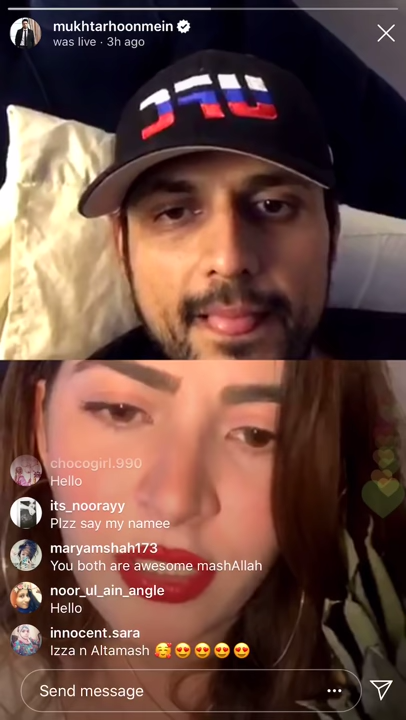 mukhtarhoonmein
was live · 3h ago
chocogirl.990
Hello
its_noorayy
Plzz say my namee
maryamshah173
You both are awesome mashAllah
noor_ul_ain_angle
Hello
innocent.sara
Izza n Altamash 🥰😍😍😍😍
Send message